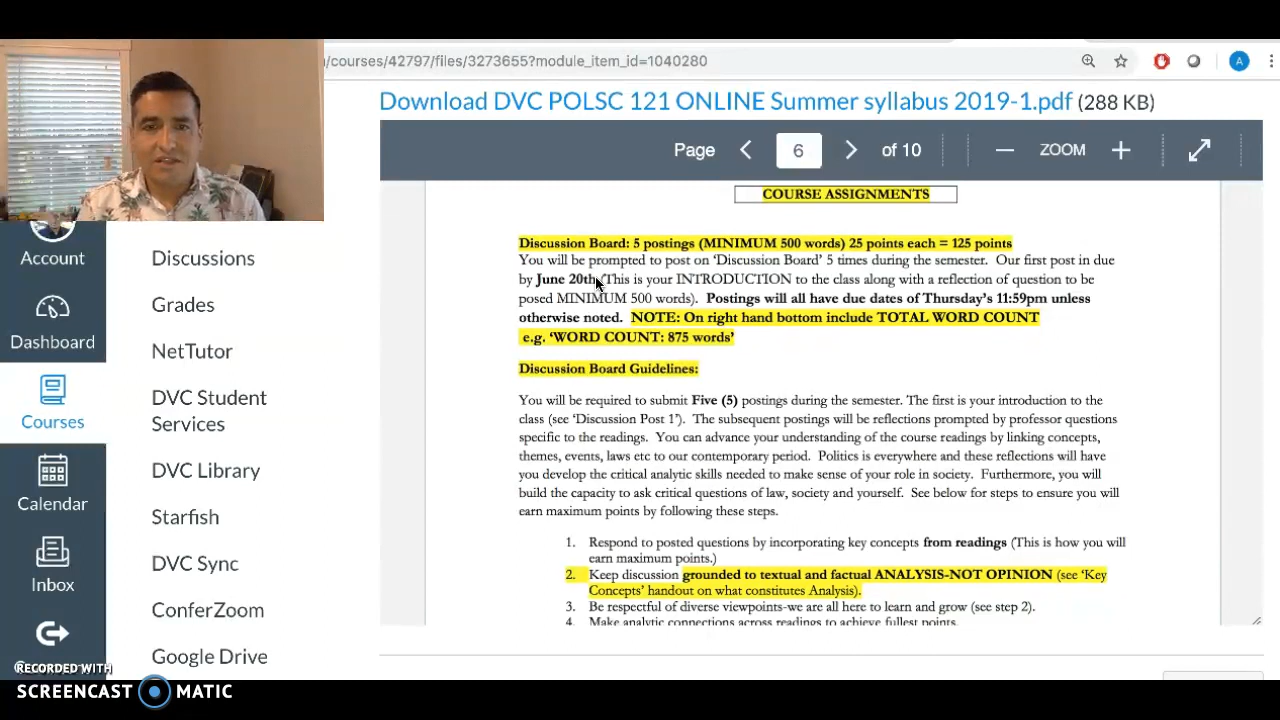 /courses/42797/files/3273655?module_item_id=1040280
A
Download DVC POLSC 121 ONLINE Summer syllabus 2019-1.pdf (288 KB)
Page 6 of 10 ZOOM
Account
Dashboard
Courses
Calendar
Inbox
Discussions
Grades
NetTutor
DVC Student
Services
DVC Library
Starfish
DVC Sync
ConferZoom
Google Drive
COURSE ASSIGNMENTS
Discussion Board: 5 postings (MINIMUM 500 words) 25 points each = 125 points
You will be prompted to post on ‘Discussion Board’ 5 times during the semester. Our first post in due
by June 20th (This is your INTRODUCTION to the class along with a reflection of question to be
posed MINIMUM 500 words). Postings will all have due dates of Thursday’s 11:59pm unless
otherwise noted. NOTE: On right hand bottom include TOTAL WORD COUNT
e.g. ‘WORD COUNT: 875 words’
Discussion Board Guidelines:
You will be required to submit Five (5) postings during the semester. The first is your introduction to the
class (see ‘Discussion Post 1’). The subsequent postings will be reflections prompted by professor questions
specific to the readings. You can advance your understanding of the course readings by linking concepts,
themes, events, laws etc to our contemporary period. Politics is everywhere and these reflections will have
you develop the critical analytic skills needed to make sense of your role in society. Furthermore, you will
build the capacity to ask critical questions of law, society and yourself. See below for steps to ensure you will
earn maximum points by following these steps.
1. Respond to posted questions by incorporating key concepts from readings (This is how you will
earn maximum points.)
2. Keep discussion grounded to textual and factual ANALYSIS-NOT OPINION (see ‘Key
Concepts’ handout on what constitutes Analysis).
3. Be respectful of diverse viewpoints-we are all here to learn and grow (see step 2).
4. Make analytic connections across readings to achieve fullest points.
RECORDED WITH
SCREENCAST MATIC